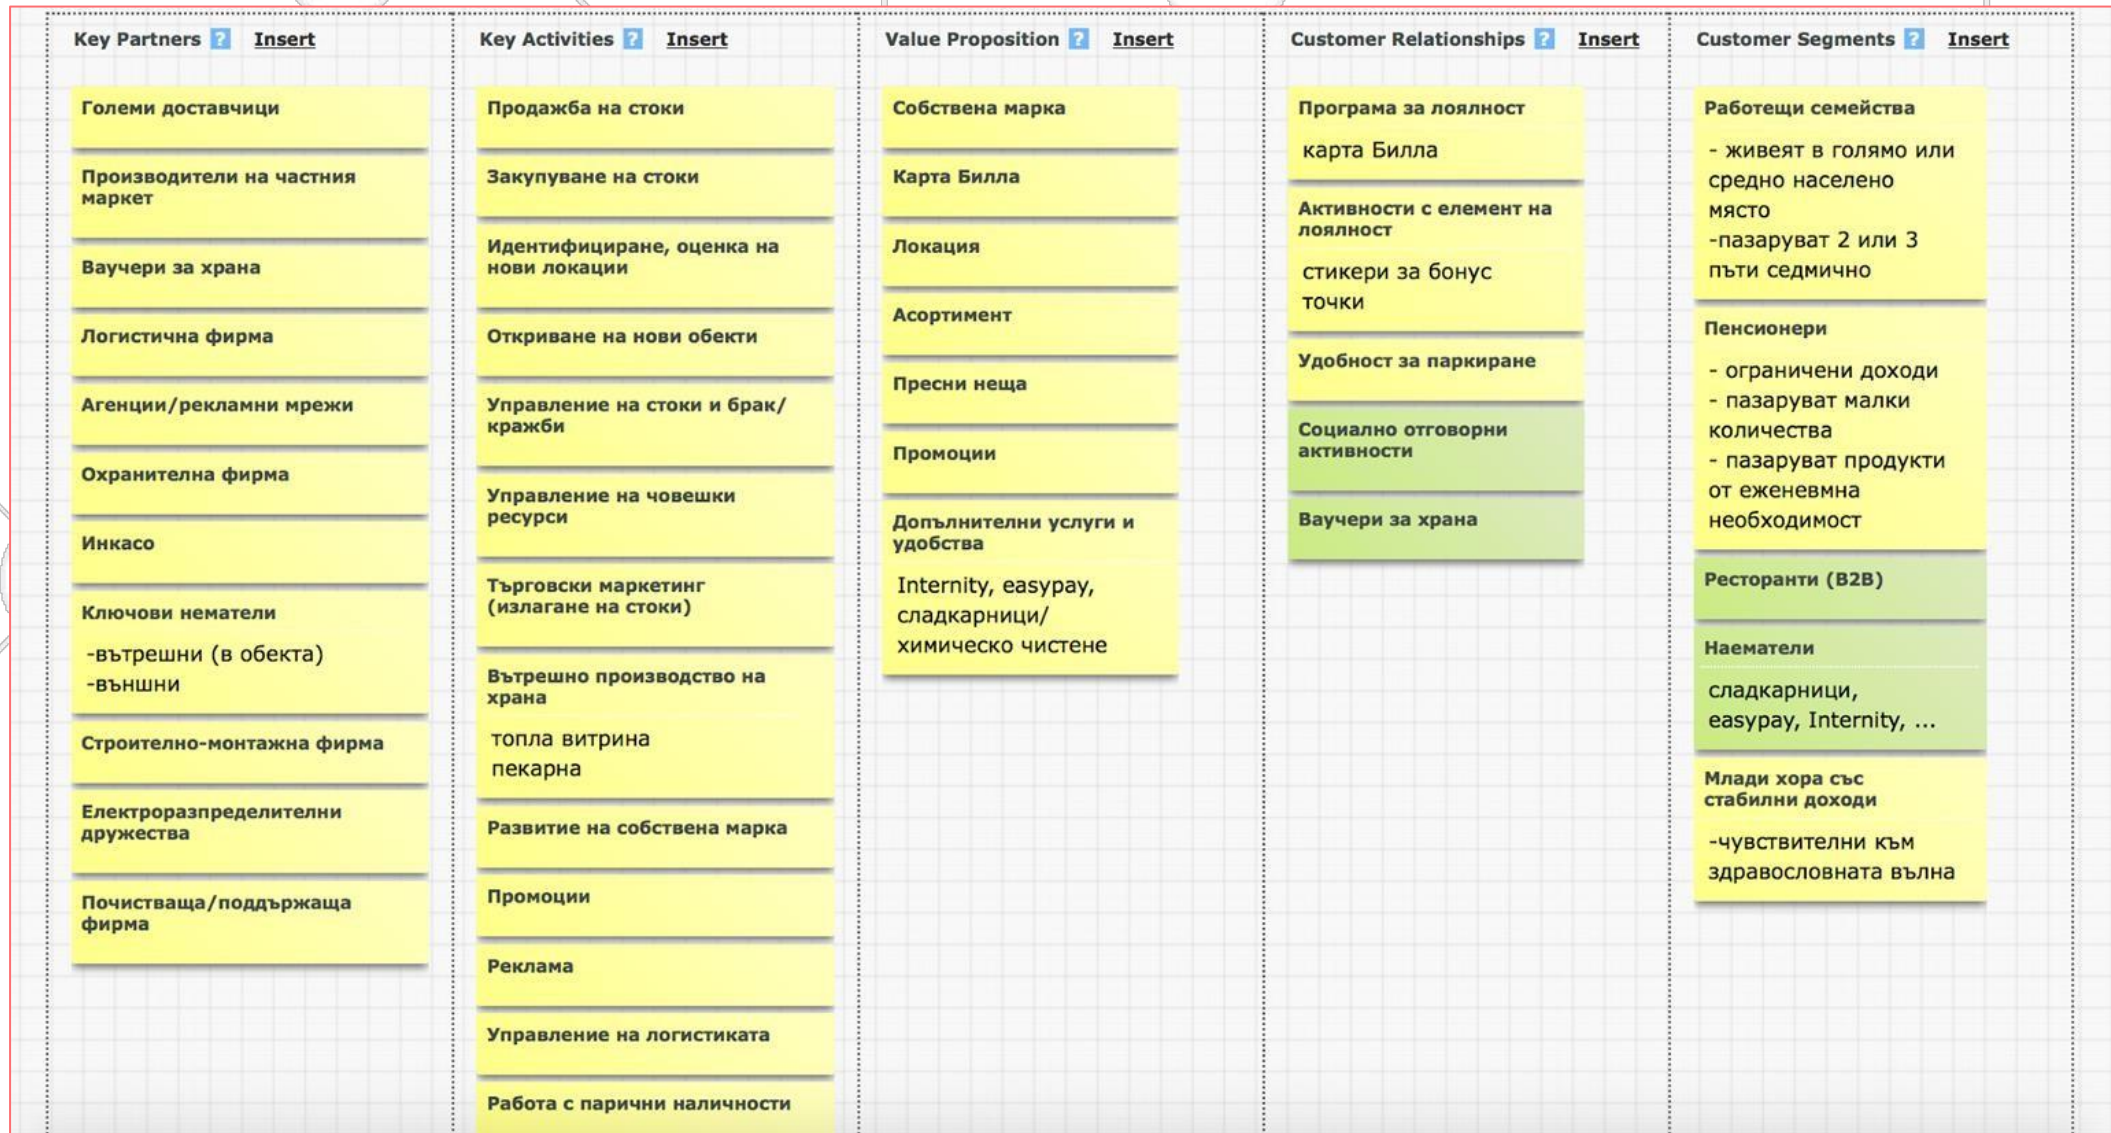 Key Partners ? Insert
Големи доставчици
Производители на частния
маркет
Ваучери за храна
Логистична фирма
Агенции/рекламни мрежи
Охранителна фирма
Инкасо
Ключови нематели
-вътрешни (в обекта)
-външни
Строително-монтажна фирма
Електроразпределителни
дружества
Почистваща/поддържаща
фирма
Key Activities ? Insert
Продажба на стоки
Закупуване на стоки
Идентифициране, оценка на
нови локации
Откриване на нови обекти
Управление на стоки и брак/
кражби
Управление на човешки
ресурси
Търговски маркетинг
(излагане на стоки)
Вътрешно производство на
храна
топла витрина
пекарна
Развитие на собствена марка
Промоции
Реклама
Управление на логистиката
Работа с парични наличности
Value Proposition ? Insert
Собствена марка
Карта Билла
Локация
Асортимент
Пресни неща
Промоции
Допълнителни услуги и
удобства
Internity, easypay,
сладкарници/
химическо чистене
Customer Relationships ? Insert
Програма за лоялност
карта Билла
Активности с елемент на
лоялност
стикери за бонус
точки
Удобност за паркиране
Социално отговорни
активности
Ваучери за храна
Customer Segments ? Insert
Работещи семейства
- живеят в голямо или
средно населено
място
-пазаруват 2 или 3
пъти седмично
Пенсионери
- ограничени доходи
- пазаруват малки
количества
- пазаруват продукти
от еженевмна
необходимост
Ресторанти (B2B)
Наематели
сладкарници,
easypay, Internity, ...
Млади хора със
стабилни доходи
-чувствителни към
здравословната вълна